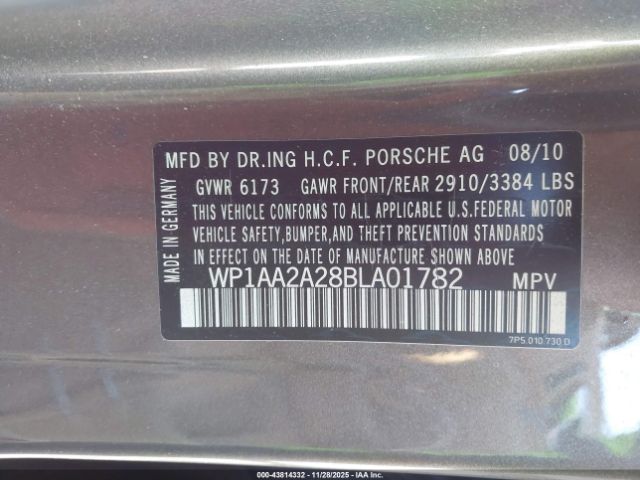 MFD BY DR.ING H.C.F. PORSCHE AG 08/10
GVWR 6173 GAWR FRONT/REAR 2910/3384 LBS
THIS VEHICLE CONFORMS TO ALL APPLICABLE U.S.FEDERAL MOTOR
VEHICLE SAFETY,BUMPER,AND THEFT PREVENTION STANDARDS
IN EFFECT ON THE DATE OF MANUFACTURE SHOWN ABOVE
WP1AA2A28BLA01782 MPV
MADE IN GERMANY
7P5.010.730 D
000-43814332 - 11/28/2025 - IAA